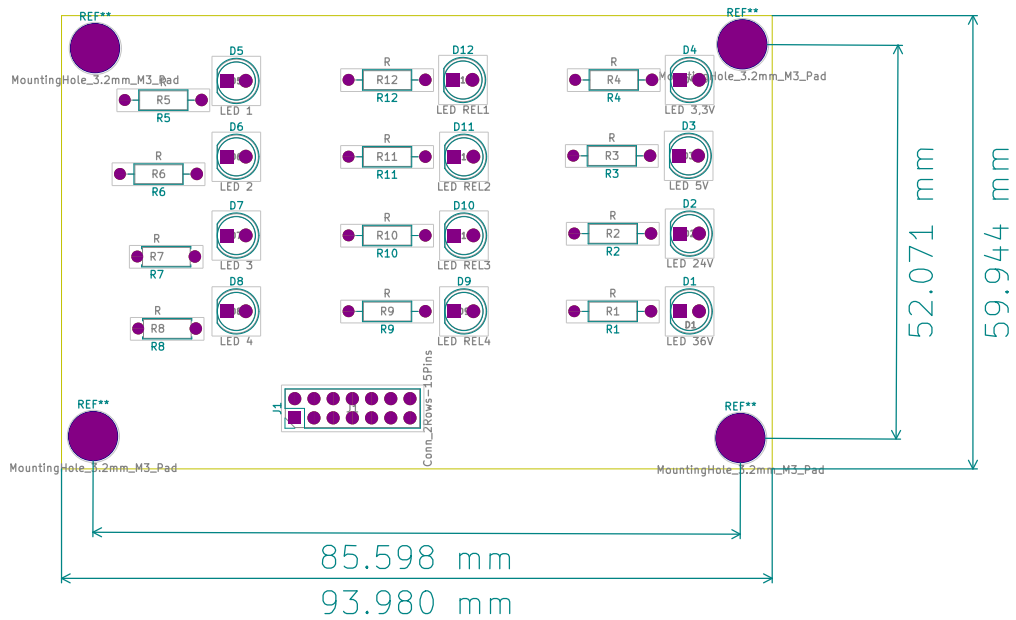 REF**
MountingHole_3.2mm_M3_Pad
REF**
MountingHole_3.2mm_M3_Pad
D5
R
R5
R5
LED 1
D12
R
R12
R12
LED REL1
D4
R
R4
R4
LED 3,3V
D6
R
R6
R6
LED 2
D11
R
R11
R11
LED REL2
D3
R
R3
R3
LED 5V
D7
R
R7
R7
LED 3
D10
R
R10
R10
LED REL3
D2
R
R2
R2
LED 24V
D8
R
R8
R8
LED 4
D9
R
R9
R9
LED REL4
D1
R
R1
R1
D1
LED 36V
J1
J1
Conn_2Rows-15Pins
REF**
MountingHole_3.2mm_M3_Pad
REF**
MountingHole_3.2mm_M3_Pad
52.071 mm
59.944 mm
85.598 mm
93.980 mm